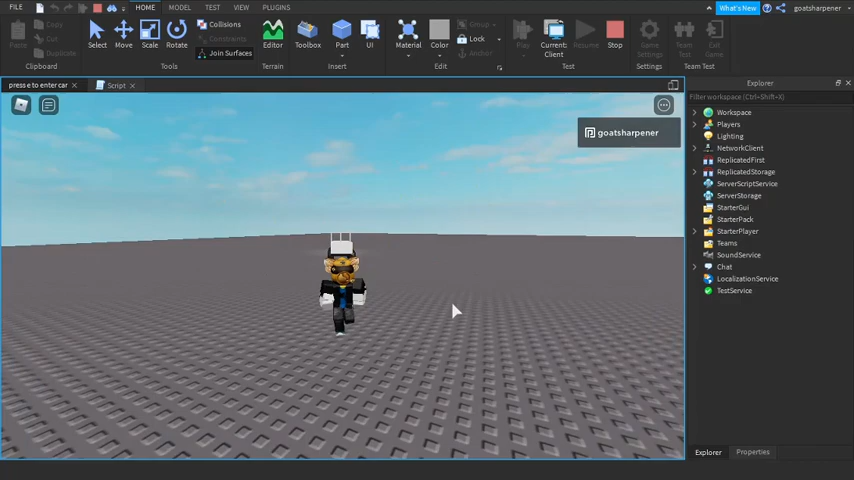 FILE
HOME
MODEL
TEST
VIEW
PLUGINS
What's New
goatsharpener
Paste
Copy
Cut
Duplicate
Clipboard
Select
Move
Scale
Rotate
Collisions
Constraints
Join Surfaces
Tools
Editor
Terrain
Toolbox
Part
UI
Insert
Material
Color
Group
Lock
Anchor
Edit
Play
Current:
Client
Resume
Stop
Test
Game
Settings
Settings
Team
Test
Exit
Game
Team Test
press e to enter car
Script
goatsharpener
Explorer
Filter workspace (Ctrl+Shift+X)
Workspace
Players
Lighting
NetworkClient
ReplicatedFirst
ReplicatedStorage
ServerScriptService
ServerStorage
StarterGui
StarterPack
StarterPlayer
Teams
SoundService
Chat
LocalizationService
TestService
Explorer
Properties